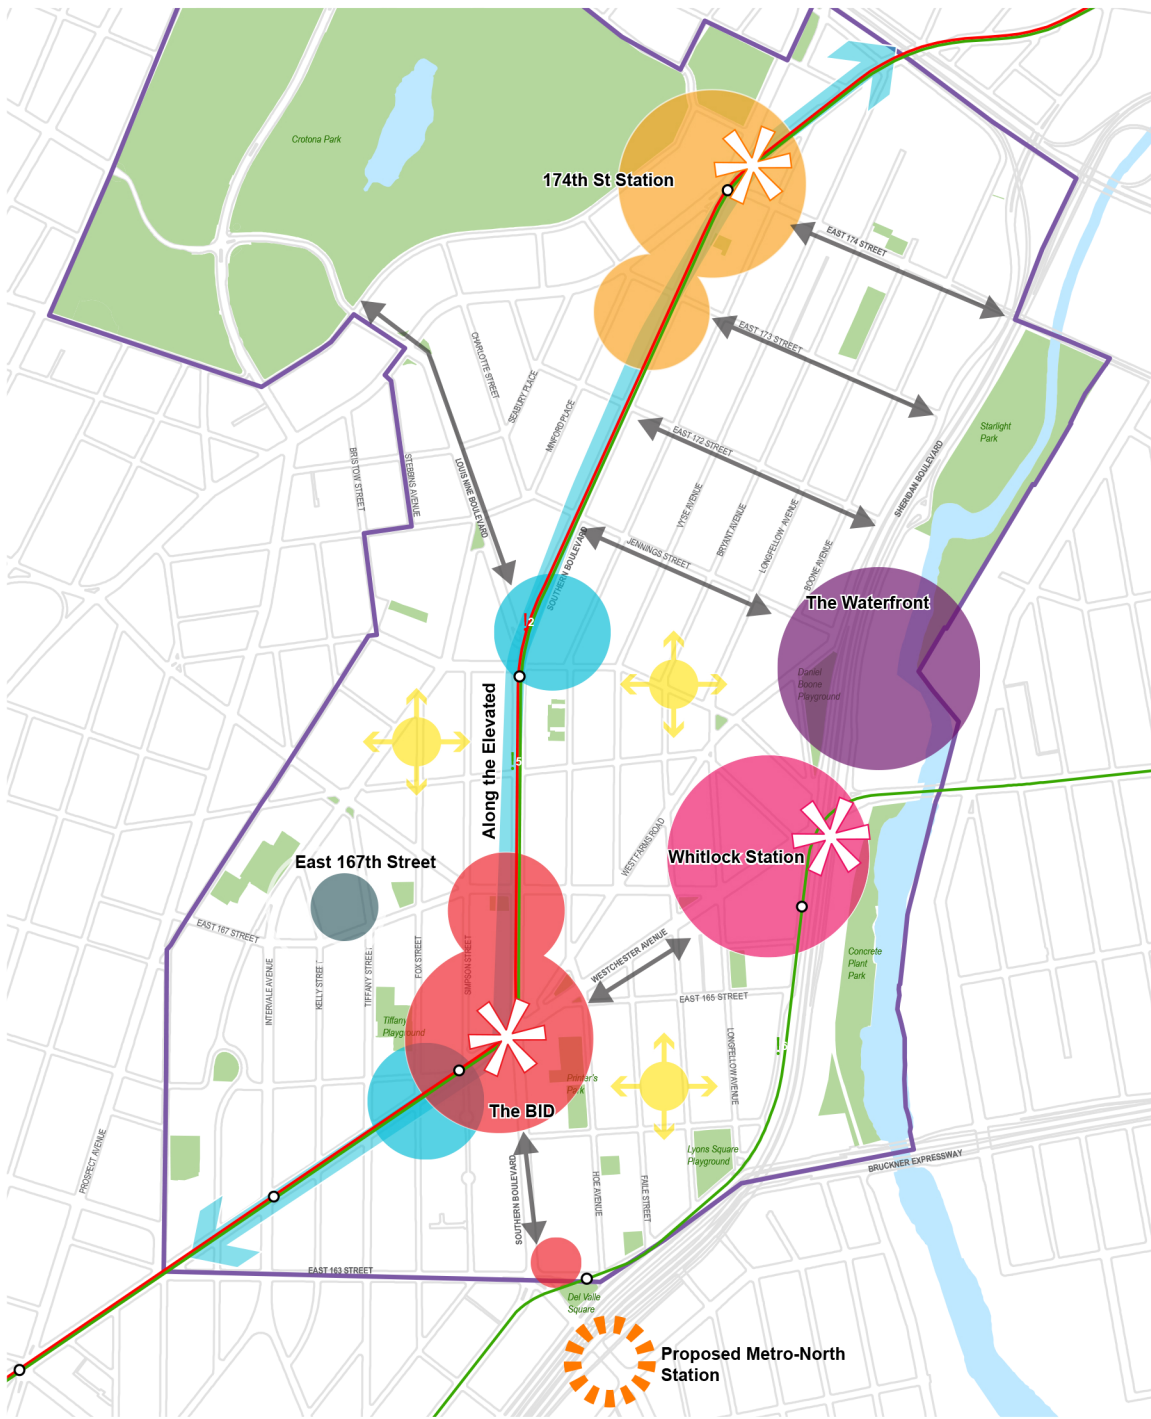 Crotona Park
174th St Station
EAST 174 STREET
EAST 173 STREET
CHARLOTTE STREET
SEABURY PLACE
MINFORD PLACE
EAST 172 STREET
Starlight
Park
SHERIDAN BOULEVARD
BRISTOW STREET
STEBBINS AVENUE
LOUIS NINE BOULEVARD
VYSE AVENUE
BRYANT AVENUE
LONGFELLOW AVENUE
BOONE AVENUE
JENNINGS STREET
SOUTHERN BOULEVARD
The Waterfront
2
Daniel
Boone
Playground
Along the Elevated
5
WEST FARMS ROAD
Whitlock Station
East 167th Street
EAST 167 STREET
INTERVALE AVENUE
KELLY STREET
TIFFANY STREET
FOX STREET
SIMPSON STREET
WESTCHESTER AVENUE
EAST 165 STREET
Concrete
Plant
Park
Tiffany
Playground
LONGFELLOW AVENUE
Printer's
Park
The BID
PROSPECT AVENUE
SOUTHERN BOULEVARD
HOE AVENUE
FAILE STREET
Lyons Square
Playground
BRUCKNER EXPRESSWAY
EAST 163 STREET
Del Valle
Square
Proposed Metro-North
Station